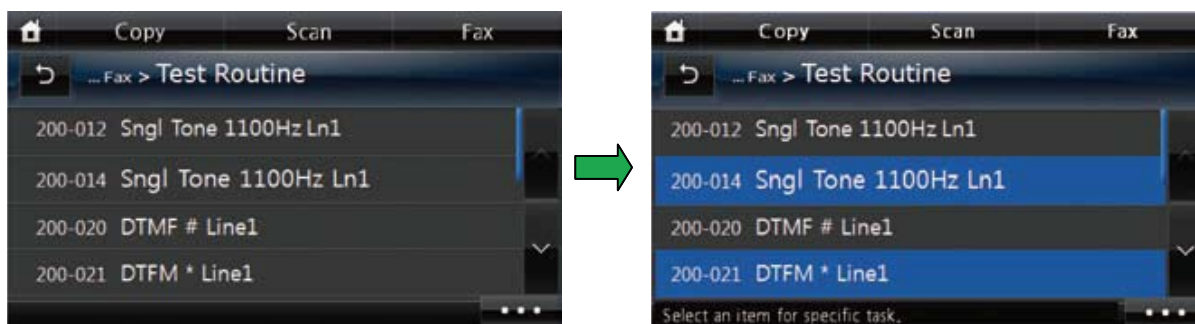 Copy Scan Fax
... Fax > Test Routine
200-012 Sngl Tone 1100Hz Ln1
200-014 Sngl Tone 1100Hz Ln1
200-020 DTMF # Line1
200-021 DTFM * Line1
Copy Scan Fax
... Fax > Test Routine
200-012 Sngl Tone 1100Hz Ln1
200-014 Sngl Tone 1100Hz Ln1
200-020 DTMF # Line1
200-021 DTFM * Line1
Select an item for specific task.